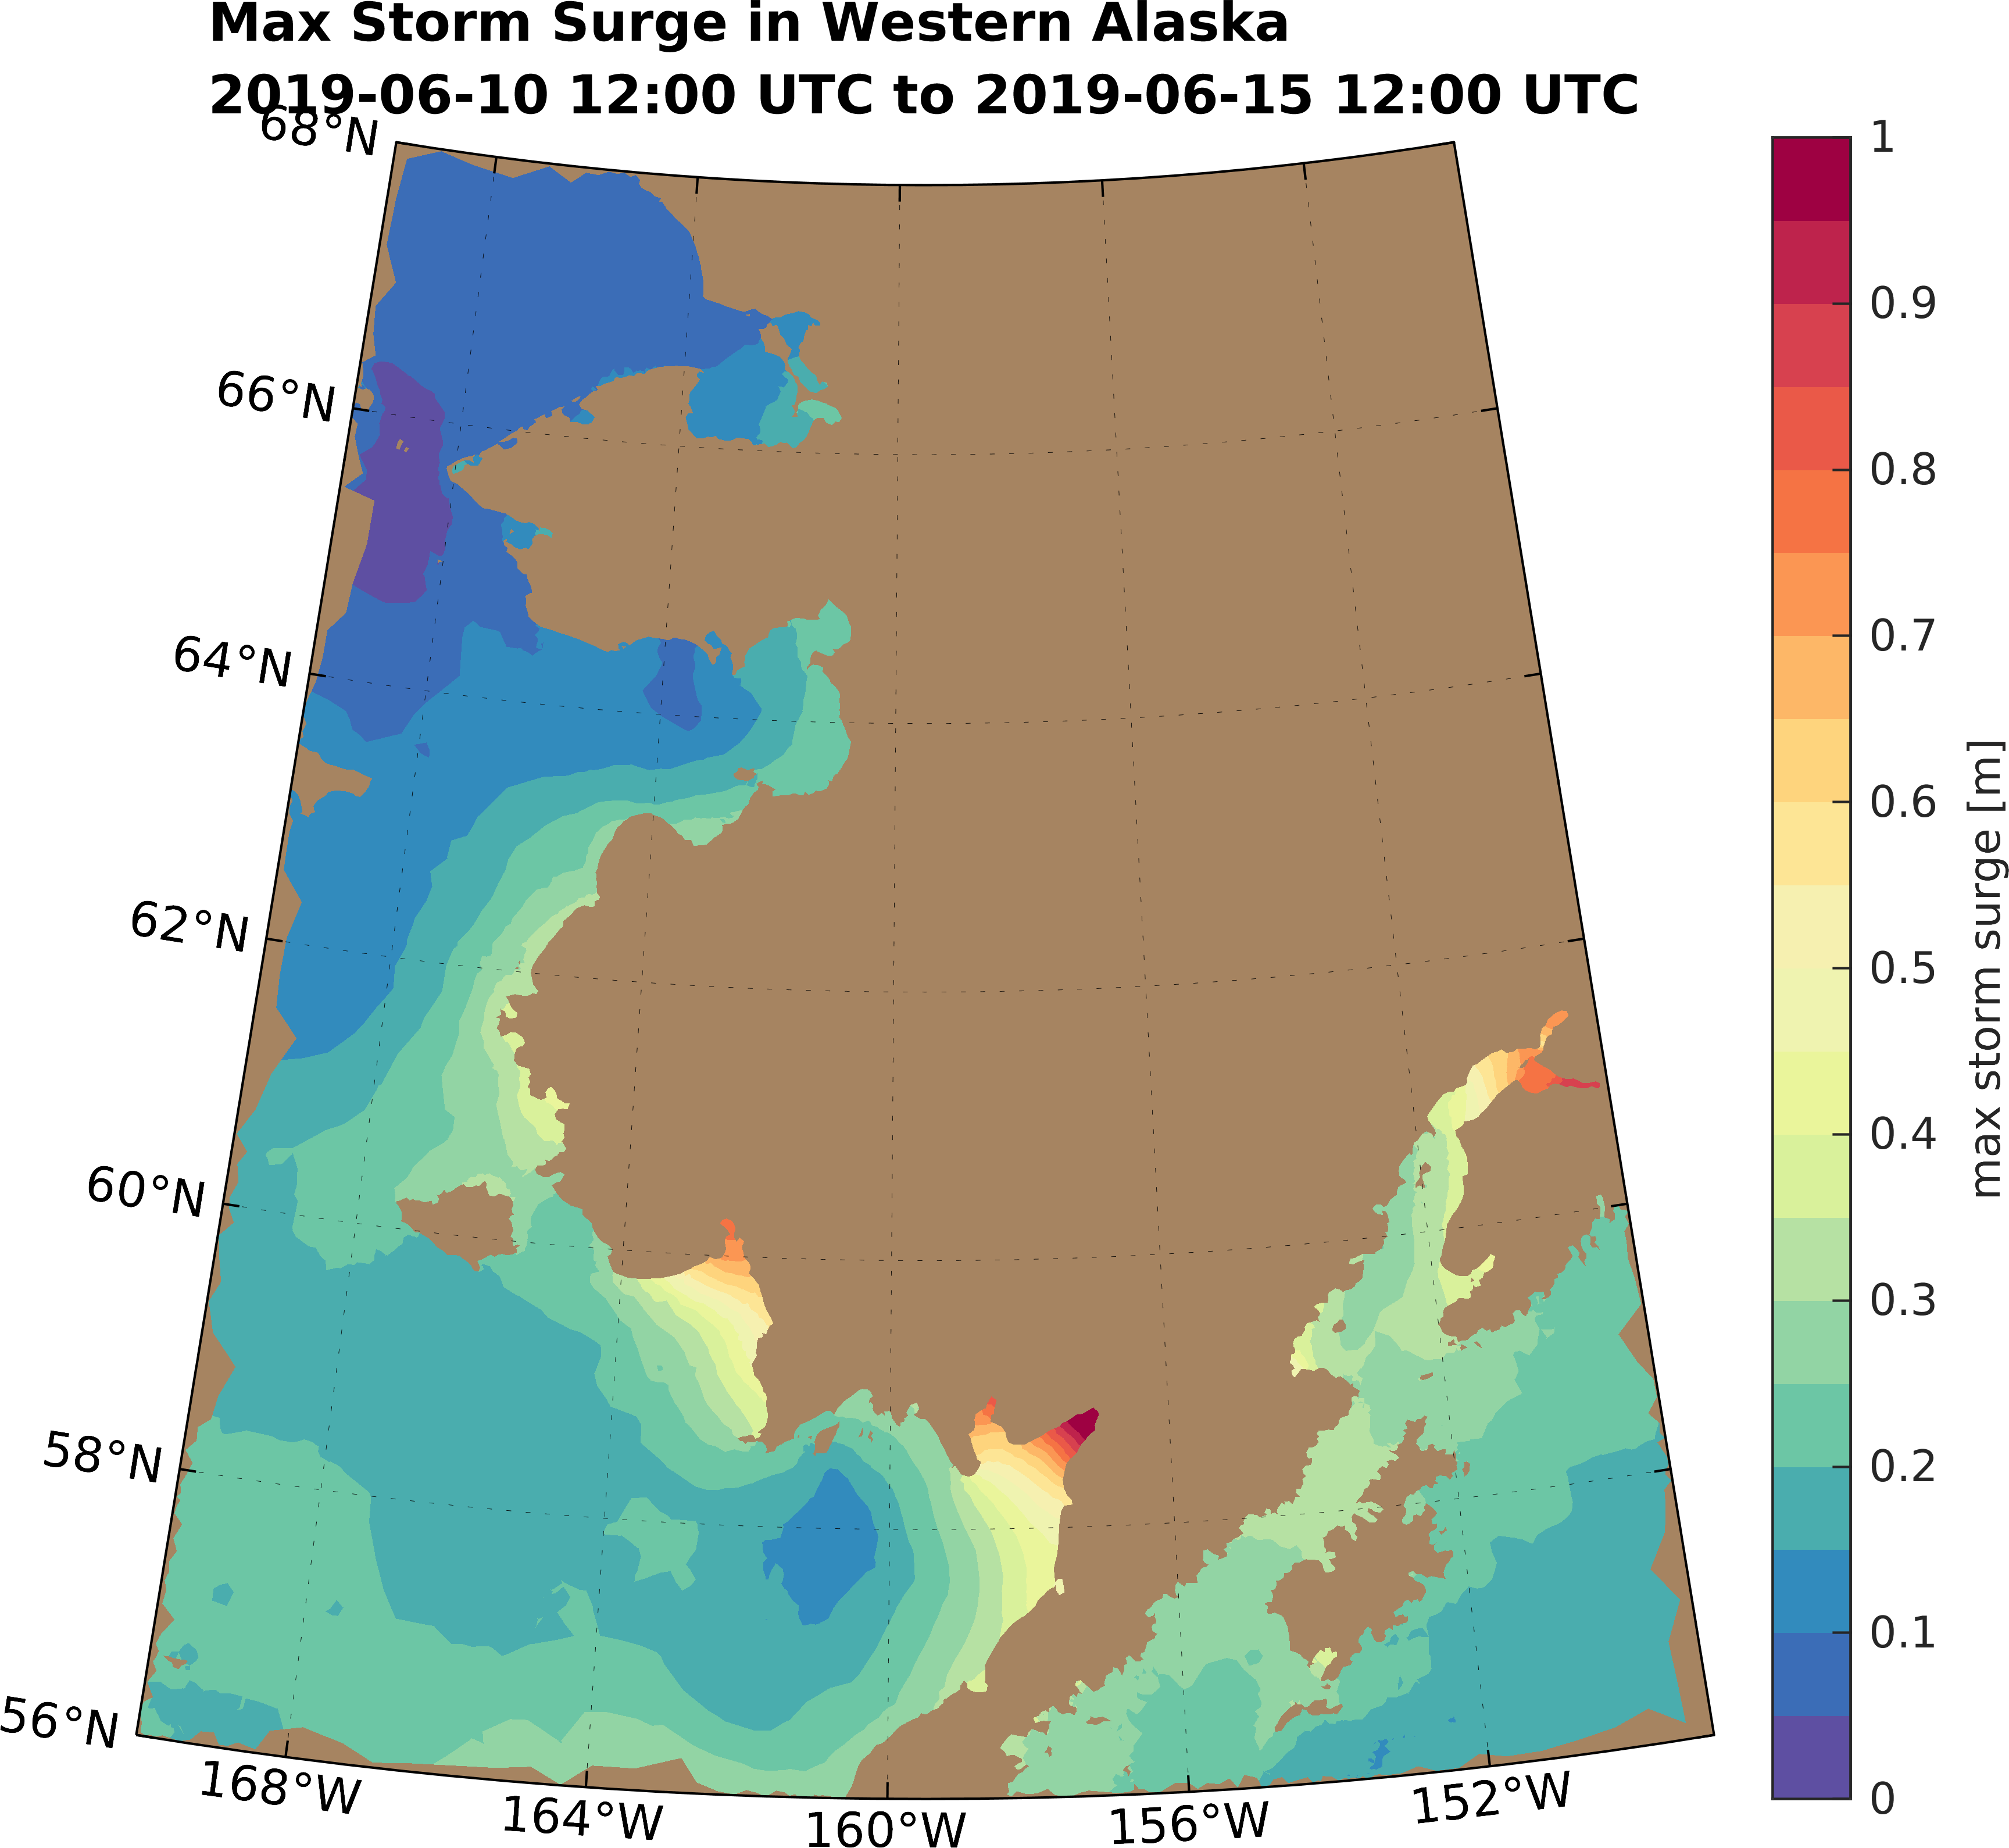 Max Storm Surge in Western Alaska
2019-06-10 12:00 UTC to 2019-06-15 12:00 UTC
68°N
66°N
64°N
62°N
60°N
58°N
56°N
168°W
164°W
160°W
156°W
152°W
1
0.9
0.8
0.7
0.6
0.5
0.4
0.3
0.2
0.1
0
max storm surge [m]